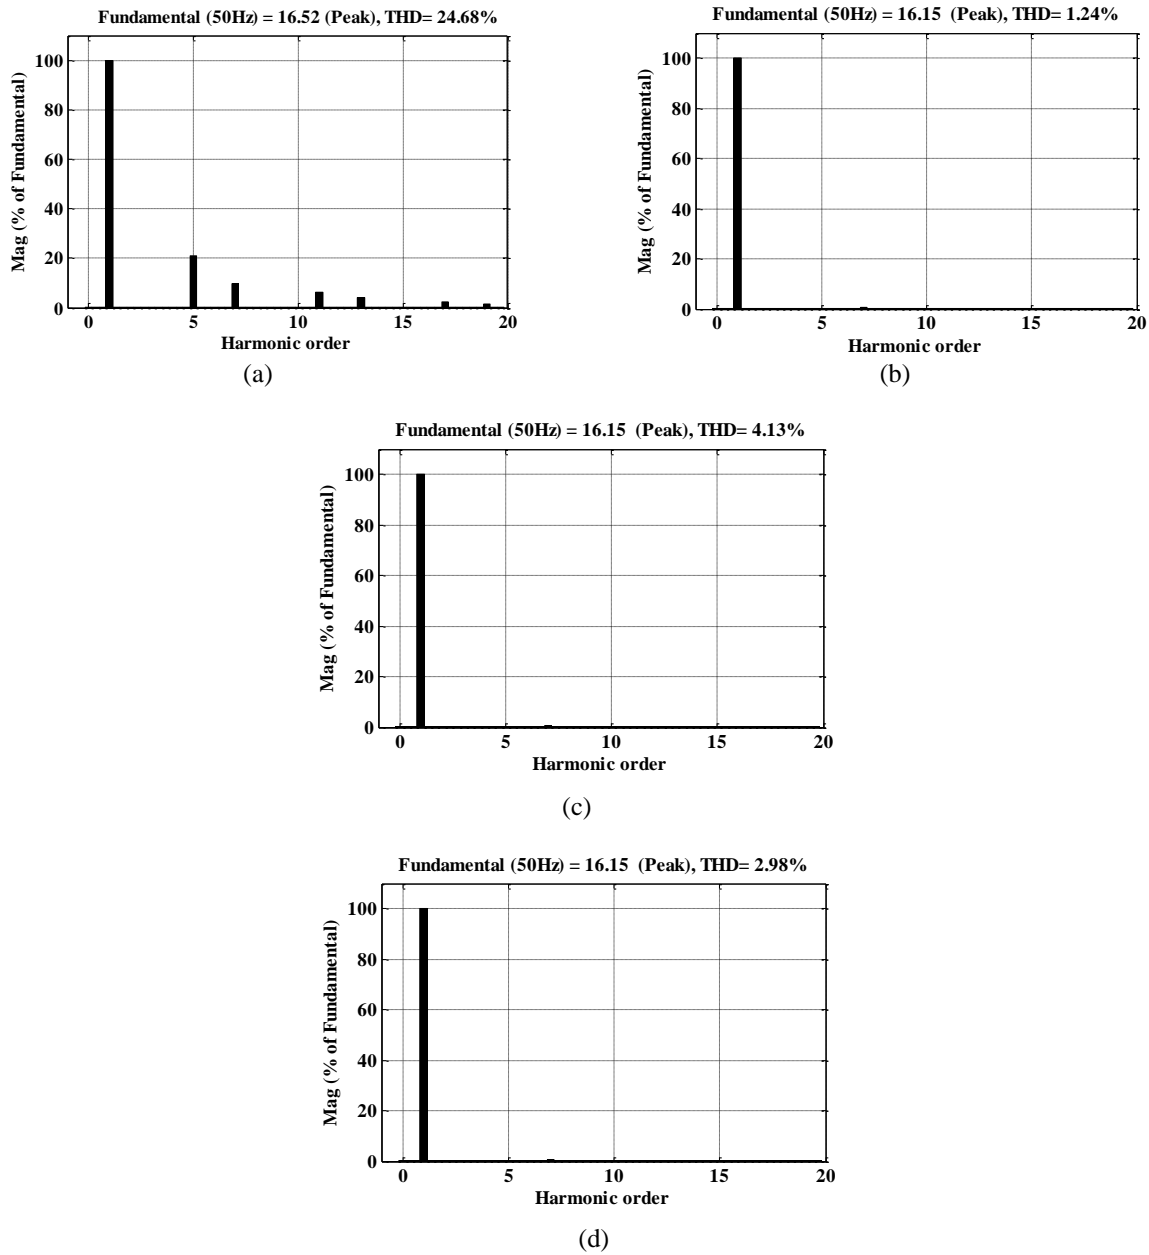 Fundamental (50Hz) = 16.52 (Peak), THD= 24.68%
Mag (% of Fundamental)
100
80
60
40
20
0
0 5 10 15 20
Harmonic order
(a)
Fundamental (50Hz) = 16.15 (Peak), THD= 1.24%
Mag (% of Fundamental)
100
80
60
40
20
0
0 5 10 15 20
Harmonic order
(b)
Fundamental (50Hz) = 16.15 (Peak), THD= 4.13%
Mag (% of Fundamental)
100
80
60
40
20
0
0 5 10 15 20
Harmonic order
(c)
Fundamental (50Hz) = 16.15 (Peak), THD= 2.98%
Mag (% of Fundamental)
100
80
60
40
20
0
0 5 10 15 20
Harmonic order
(d)